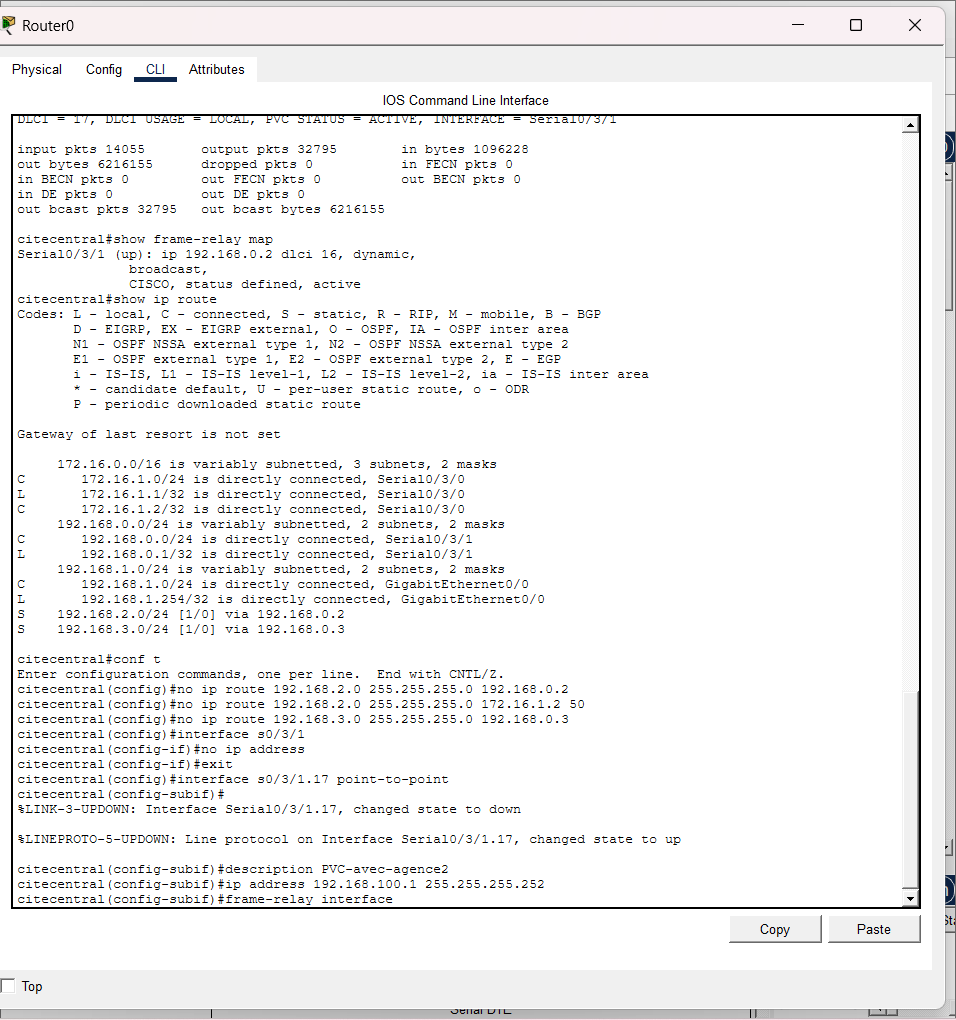 Router0
Physical Config CLI Attributes
IOS Command Line Interface
DLCI = 17, DLCI USAGE = LOCAL, PVC STATUS = ACTIVE, INTERFACE = Serial0/3/1
input pkts 14055 output pkts 32795 in bytes 1096228
out bytes 6216155 dropped pkts 0 in FECN pkts 0
in BECN pkts 0 out FECN pkts 0 out BECN pkts 0
in DE pkts 0 out DE pkts 0
out bcast pkts 32795 out bcast bytes 6216155
citecentral#show frame-relay map
Serial0/3/1 (up): ip 192.168.0.2 dlci 16, dynamic,
broadcast,
CISCO, status defined, active
citecentral#show ip route
Codes: L - local, C - connected, S - static, R - RIP, M - mobile, B - BGP
D - EIGRP, EX - EIGRP external, O - OSPF, IA - OSPF inter area
N1 - OSPF NSSA external type 1, N2 - OSPF NSSA external type 2
E1 - OSPF external type 1, E2 - OSPF external type 2, E - EGP
i - IS-IS, L1 - IS-IS level-1, L2 - IS-IS level-2, ia - IS-IS inter area
* - candidate default, U - per-user static route, o - ODR
P - periodic downloaded static route
Gateway of last resort is not set
172.16.0.0/16 is variably subnetted, 3 subnets, 2 masks
C 172.16.1.0/24 is directly connected, Serial0/3/0
L 172.16.1.1/32 is directly connected, Serial0/3/0
C 172.16.1.2/32 is directly connected, Serial0/3/0
192.168.0.0/24 is variably subnetted, 2 subnets, 2 masks
C 192.168.0.0/24 is directly connected, Serial0/3/1
L 192.168.0.1/32 is directly connected, Serial0/3/1
192.168.1.0/24 is variably subnetted, 2 subnets, 2 masks
C 192.168.1.0/24 is directly connected, GigabitEthernet0/0
L 192.168.1.254/32 is directly connected, GigabitEthernet0/0
S 192.168.2.0/24 [1/0] via 192.168.0.2
S 192.168.3.0/24 [1/0] via 192.168.0.3
citecentral#conf t
Enter configuration commands, one per line. End with CNTL/Z.
citecentral(config)#no ip route 192.168.2.0 255.255.255.0 192.168.0.2
citecentral(config)#no ip route 192.168.2.0 255.255.255.0 172.16.1.2 50
citecentral(config)#no ip route 192.168.3.0 255.255.255.0 192.168.0.3
citecentral(config)#interface s0/3/1
citecentral(config-if)#no ip address
citecentral(config-if)#exit
citecentral(config)#interface s0/3/1.17 point-to-point
citecentral(config-subif)#
%LINK-3-UPDOWN: Interface Serial0/3/1.17, changed state to down
%LINEPROTO-5-UPDOWN: Line protocol on Interface Serial0/3/1.17, changed state to up
citecentral(config-subif)#description PVC-avec-agence2
citecentral(config-subif)#ip address 192.168.100.1 255.255.255.252
citecentral(config-subif)#frame-relay interface
Copy Paste
Top
Serial DTE